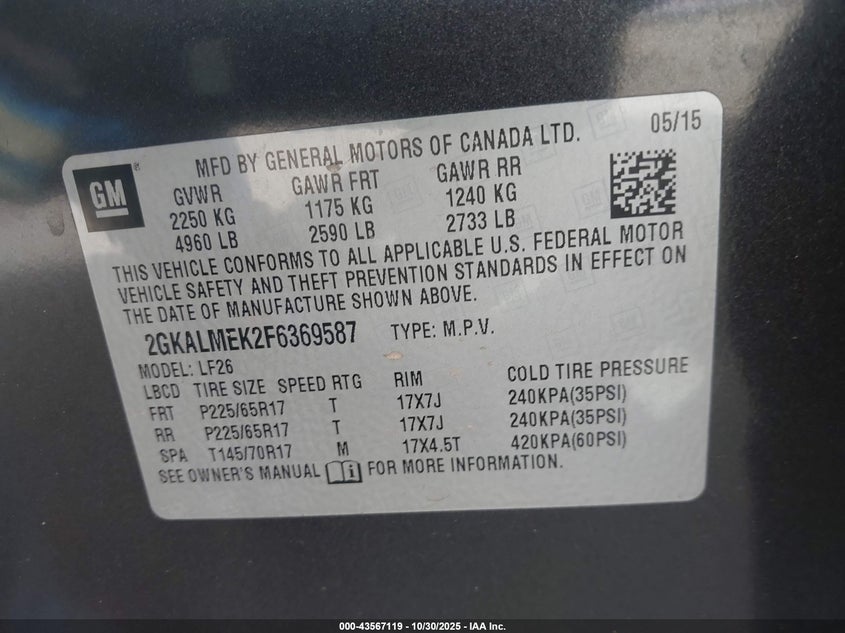 05/15
MFD BY GENERAL MOTORS OF CANADA LTD.
GM
GVWR GAWR FRT GAWR RR
2250 KG 1175 KG 1240 KG
4960 LB 2590 LB 2733 LB
THIS VEHICLE CONFORMS TO ALL APPLICABLE U.S. FEDERAL MOTOR
VEHICLE SAFETY AND THEFT PREVENTION STANDARDS IN EFFECT ON
THE DATE OF MANUFACTURE SHOWN ABOVE.
2GKALMEK2F6369587 TYPE: M.P.V.
MODEL: LF26
LBCD TIRE SIZE SPEED RTG RIM COLD TIRE PRESSURE
FRT P225/65R17 T 17X7J 240KPA(35PSI)
RR P225/65R17 T 17X7J 240KPA(35PSI)
SPA T145/70R17 M 17X4.5T 420KPA(60PSI)
SEE OWNER'S MANUAL FOR MORE INFORMATION.
000-43567119 - 10/30/2025 - IAA Inc.